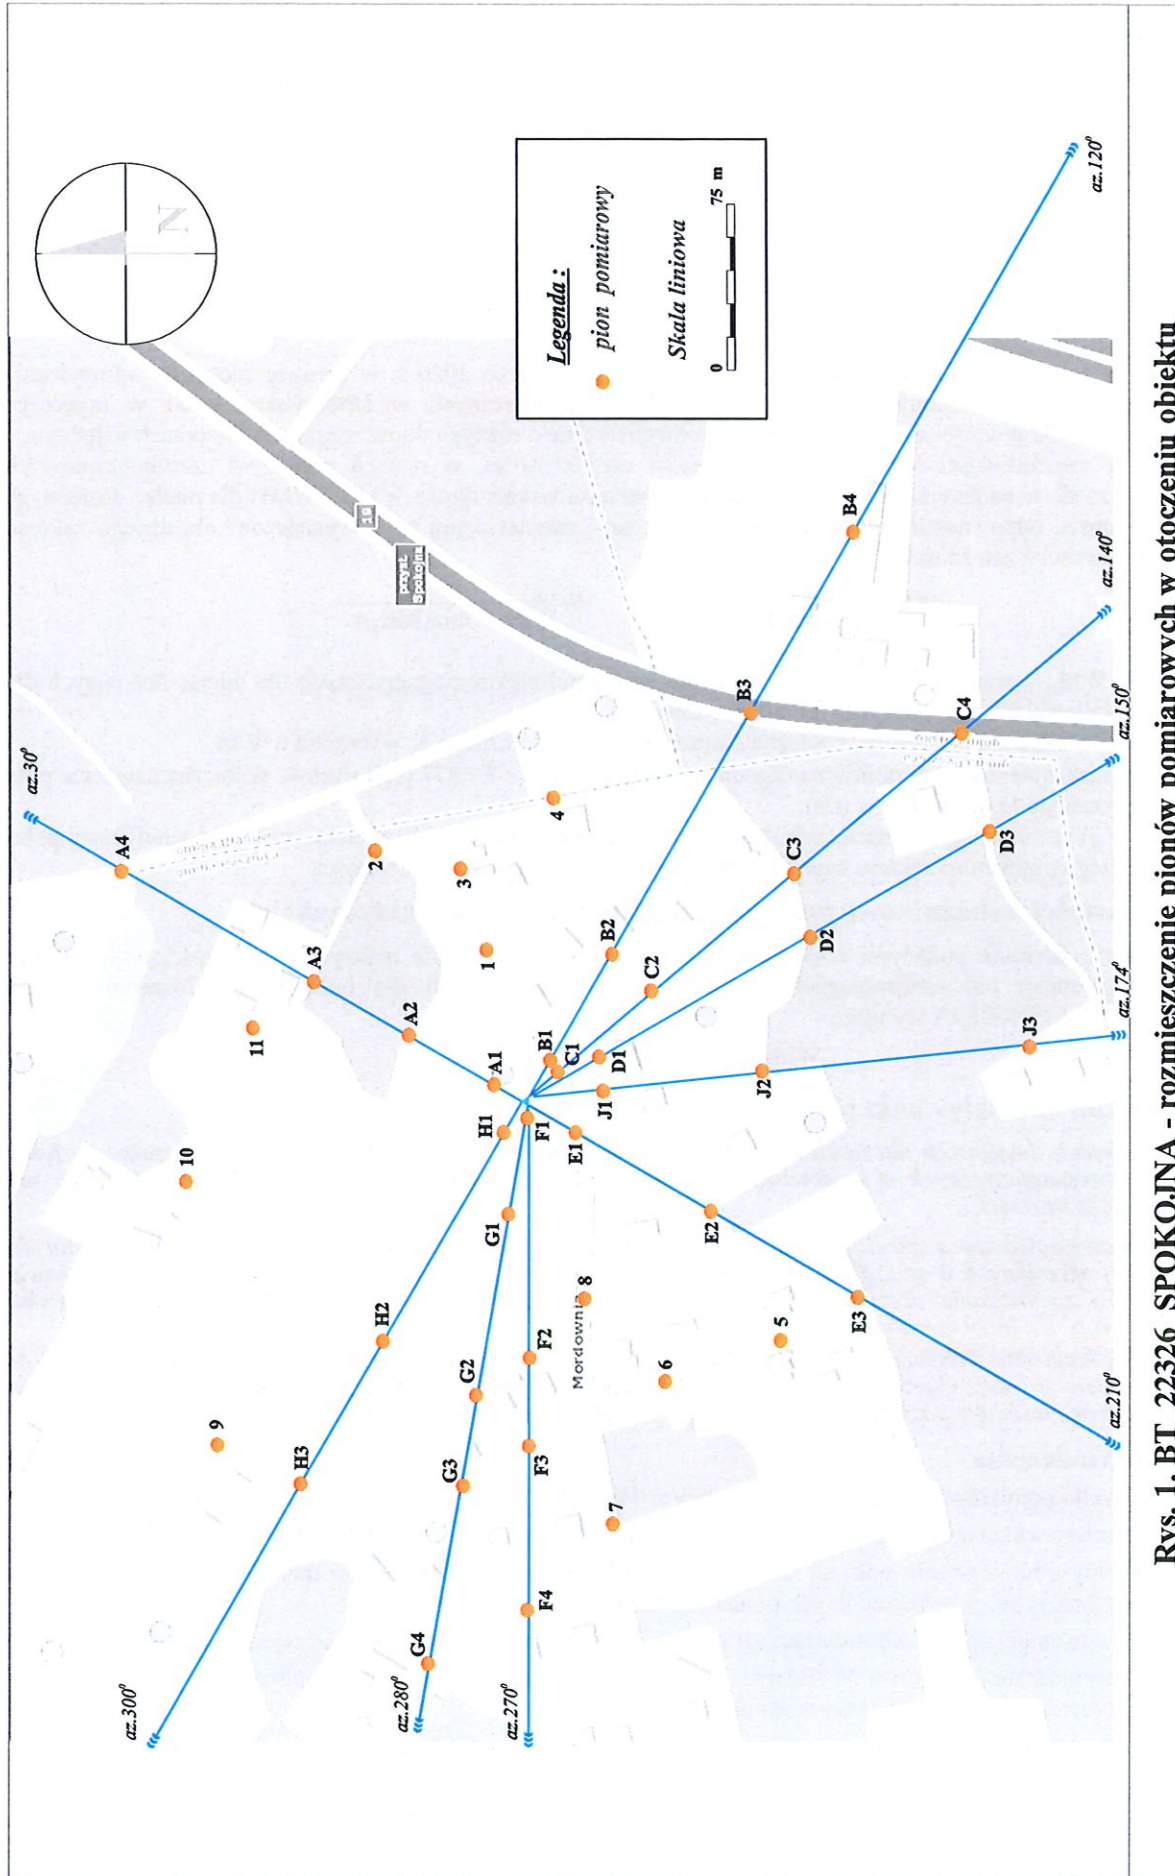 az.30°
A4
A3
A2
A1
11
10
9
2
3
1
4
N
19
przyst.
Spokojna
Legenda :
pion pomiarowy
Skala liniowa
0
75 m
az.120°
B4
B3
B2
B1
az.140°
C4
C3
C2
C1
az.150°
D3
D2
D1
az.174°
J3
J2
J1
az.210°
E3
E2
E1
5
6
7
8
Mordownia
az.270°
F4
F3
F2
F1
az.280°
G4
G3
G2
G1
az.300°
H3
H2
H1
Rys. 1. BT_22326_SPOKOJNA - rozmieszczenie pionów pomiarowych w otoczeniu obiektu